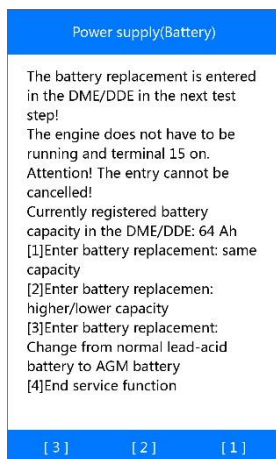 Power supply(Battery)
The battery replacement is entered
in the DME/DDE in the next test
step!
The engine does not have to be
running and terminal 15 on.
Attention! The entry cannot be
cancelled!
Currently registered battery
capacity in the DME/DDE: 64 Ah
[1]Enter battery replacement: same
capacity
[2]Enter battery replacemen:
higher/lower capacity
[3]Enter battery replacement:
Change from normal lead-acid
battery to AGM battery
[4]End service function
[ 3 ] [ 2 ] [ 1 ]